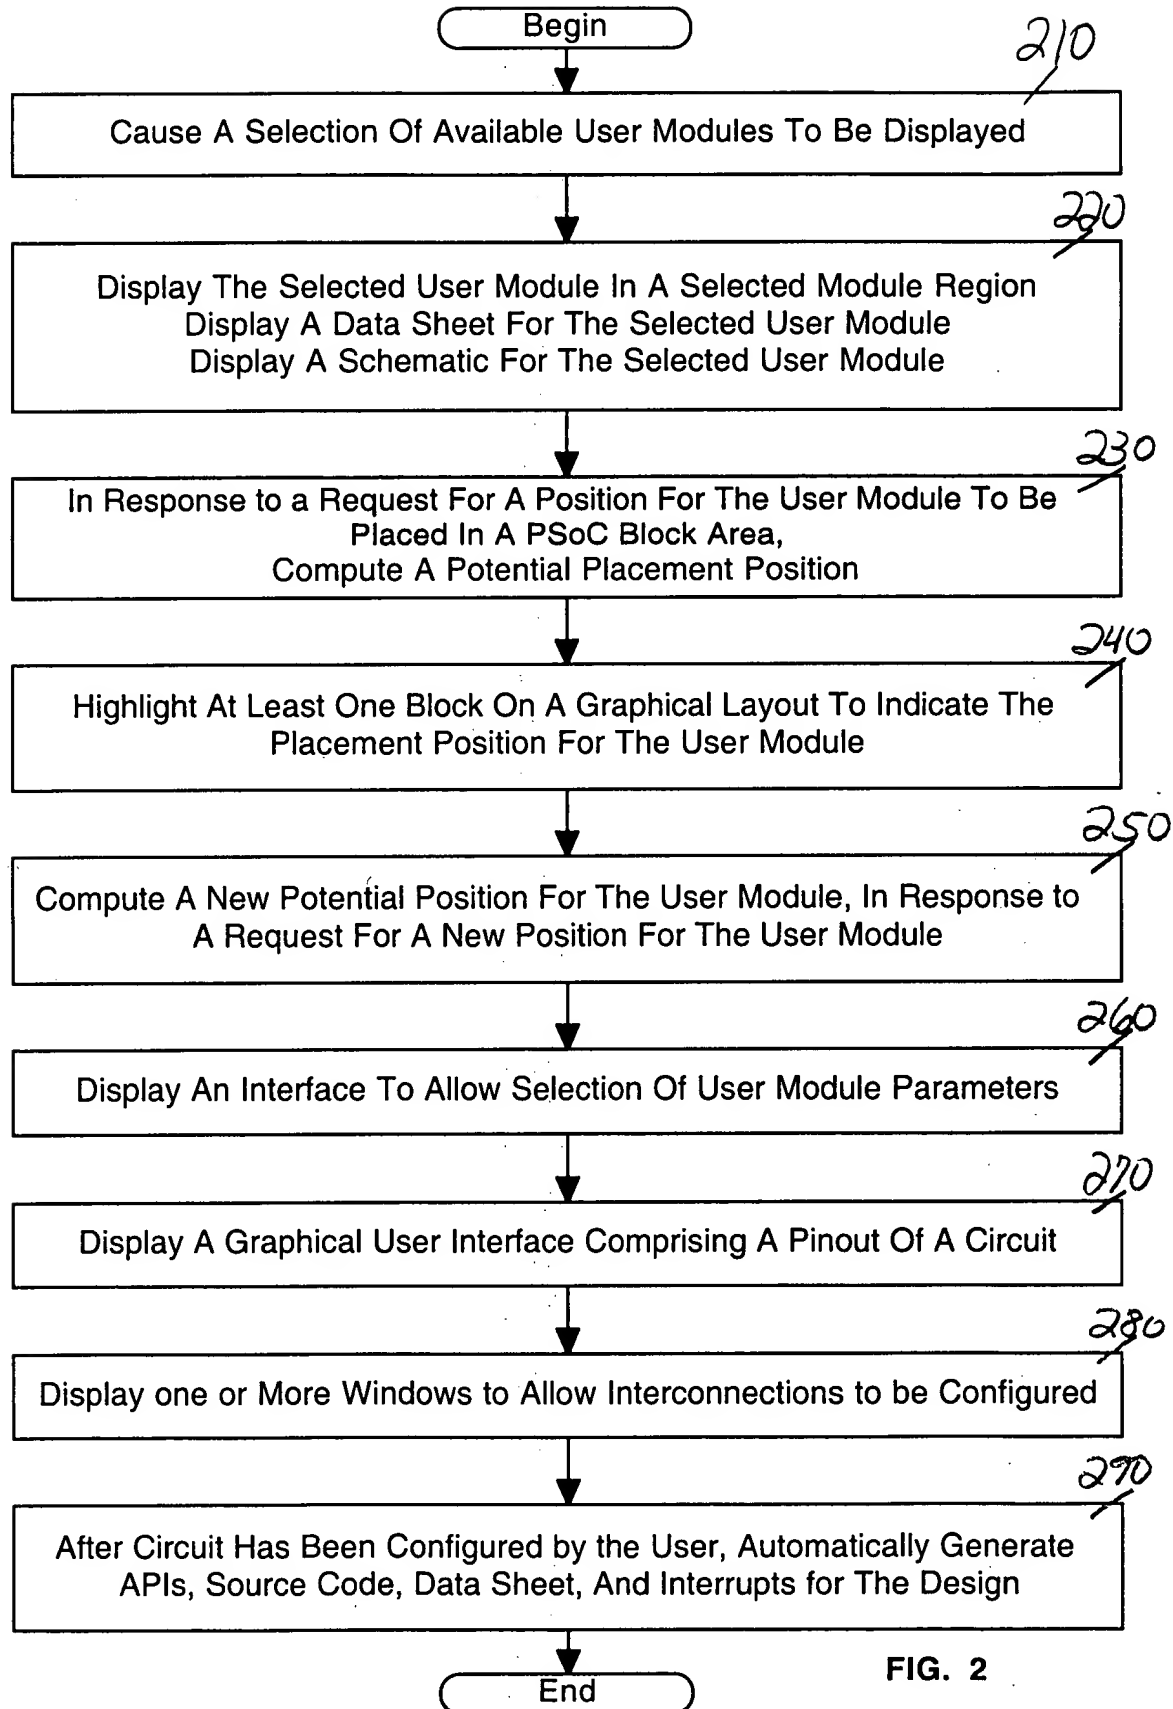 Begin
210
Cause A Selection Of Available User Modules To Be Displayed
220
Display The Selected User Module In A Selected Module Region
Display A Data Sheet For The Selected User Module
Display A Schematic For The Selected User Module
230
In Response to a Request For A Position For The User Module To Be
Placed In A PSoC Block Area,
Compute A Potential Placement Position
240
Highlight At Least One Block On A Graphical Layout To Indicate The
Placement Position For The User Module
250
Compute A New Potential Position For The User Module, In Response to
A Request For A New Position For The User Module
260
Display An Interface To Allow Selection Of User Module Parameters
270
Display A Graphical User Interface Comprising A Pinout Of A Circuit
280
Display one or More Windows to Allow Interconnections to be Configured
290
After Circuit Has Been Configured by the User, Automatically Generate
APIs, Source Code, Data Sheet, And Interrupts for The Design
FIG. 2
End